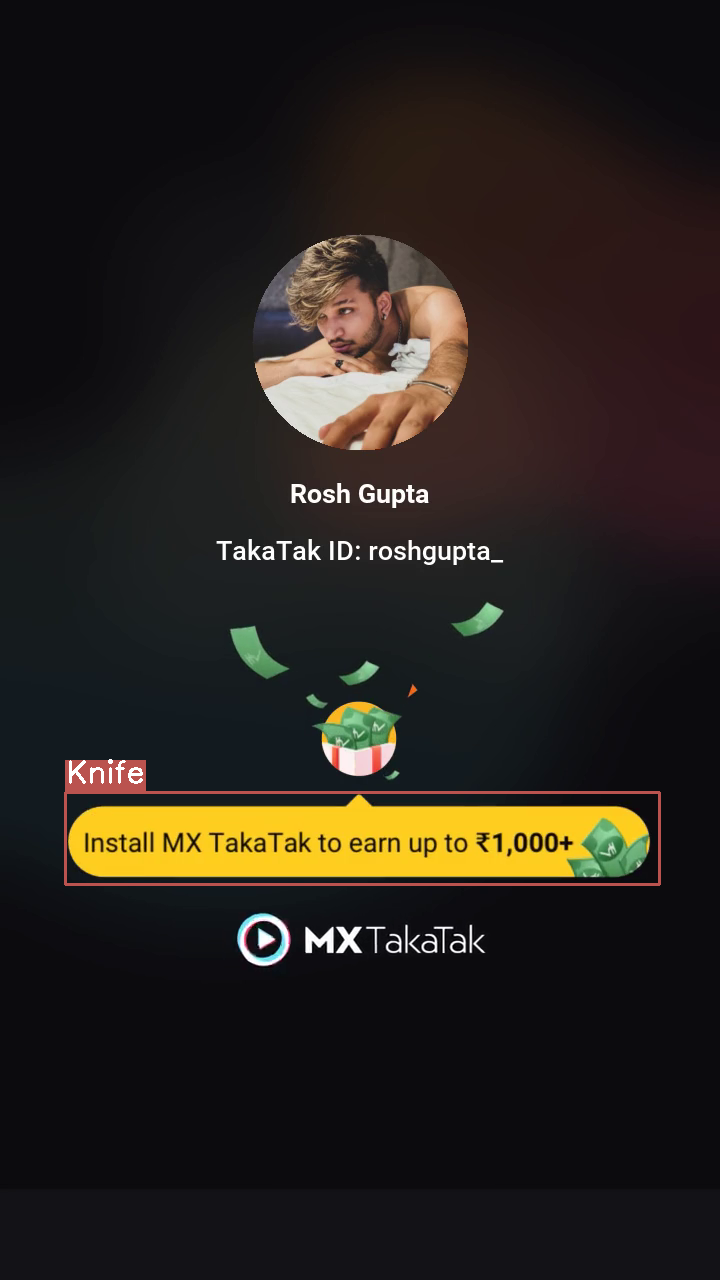 Rosh Gupta
TakaTak ID: roshgupta_
Knife
Install MX TakaTak to earn up to ₹1,000+
MX TakaTak